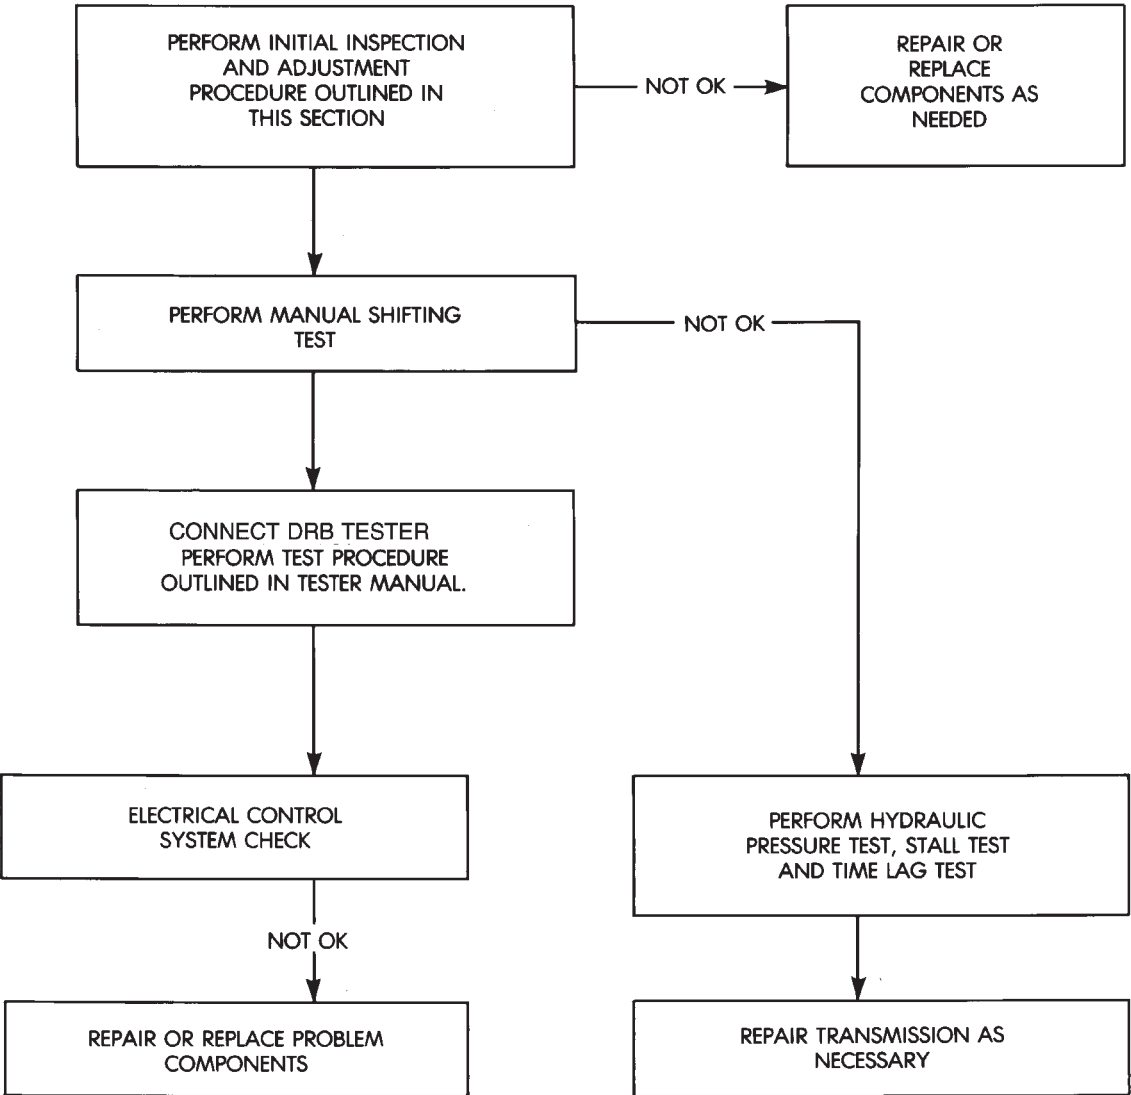 PERFORM INITIAL INSPECTION
AND ADJUSTMENT
PROCEDURE OUTLINED IN
THIS SECTION
NOT OK
REPAIR OR
REPLACE
COMPONENTS AS
NEEDED
PERFORM MANUAL SHIFTING
TEST
NOT OK
CONNECT DRB TESTER
PERFORM TEST PROCEDURE
OUTLINED IN TESTER MANUAL.
ELECTRICAL CONTROL
SYSTEM CHECK
PERFORM HYDRAULIC
PRESSURE TEST, STALL TEST
AND TIME LAG TEST
NOT OK
REPAIR OR REPLACE PROBLEM
COMPONENTS
REPAIR TRANSMISSION AS
NECESSARY